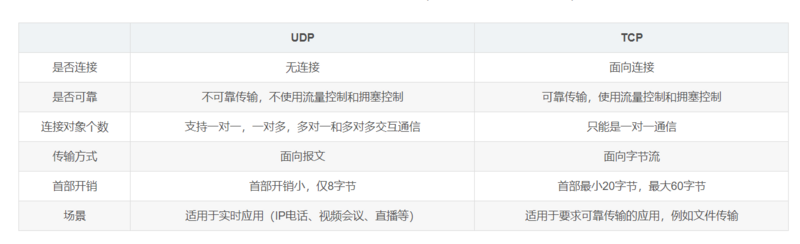 UDP TCP
是否连接 无连接 面向连接
是否可靠 不可靠传输，不使用流量控制和拥塞控制 可靠传输，使用流量控制和拥塞控制
连接对象个数 支持一对一，一对多，多对一和多对多交互通信 只能是一对一通信
传输方式 面向报文 面向字节流
首部开销 首部开销小，仅8字节 首部最小20字节，最大60字节
场景 适用于实时应用（IP电话、视频会议、直播等） 适用于要求可靠传输的应用，例如文件传输